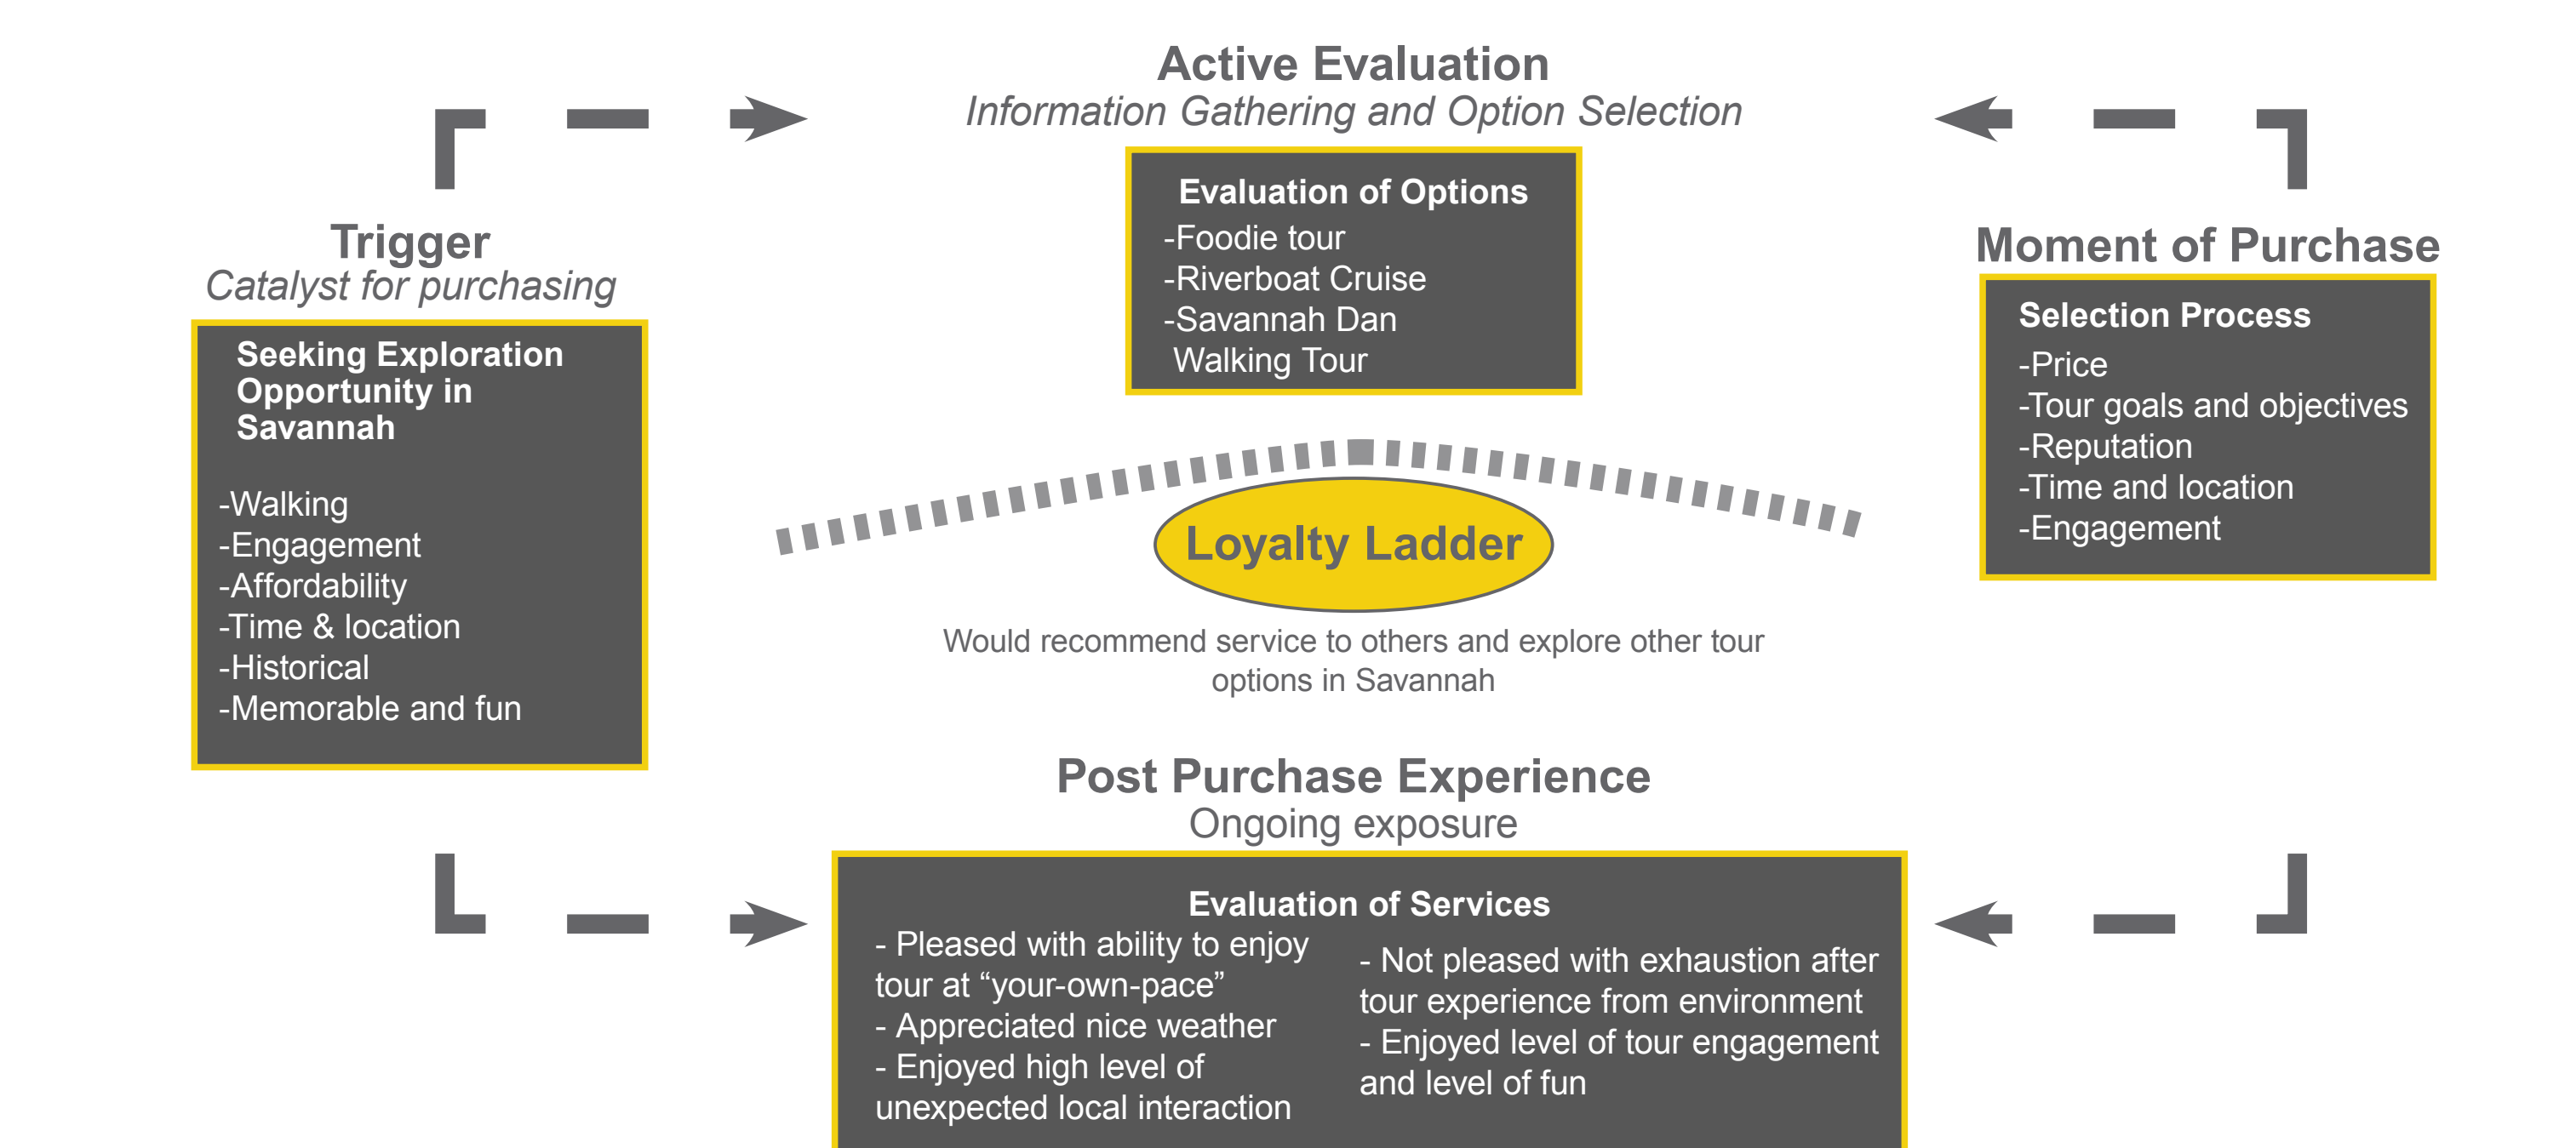 Active Evaluation
Information Gathering and Option Selection
Evaluation of Options
-Foodie tour
-Riverboat Cruise
-Savannah Dan
Walking Tour
Trigger
Catalyst for purchasing
Seeking Exploration
Opportunity in
Savannah
-Walking
-Engagement
-Affordability
-Time & location
-Historical
-Memorable and fun
Moment of Purchase
Selection Process
-Price
-Tour goals and objectives
-Reputation
-Time and location
-Engagement
Loyalty Ladder
Would recommend service to others and explore other tour
options in Savannah
Post Purchase Experience
Ongoing exposure
Evaluation of Services
- Pleased with ability to enjoy
tour at “your-own-pace”
- Appreciated nice weather
- Enjoyed high level of
unexpected local interaction
- Not pleased with exhaustion after
tour experience from environment
- Enjoyed level of tour engagement
and level of fun